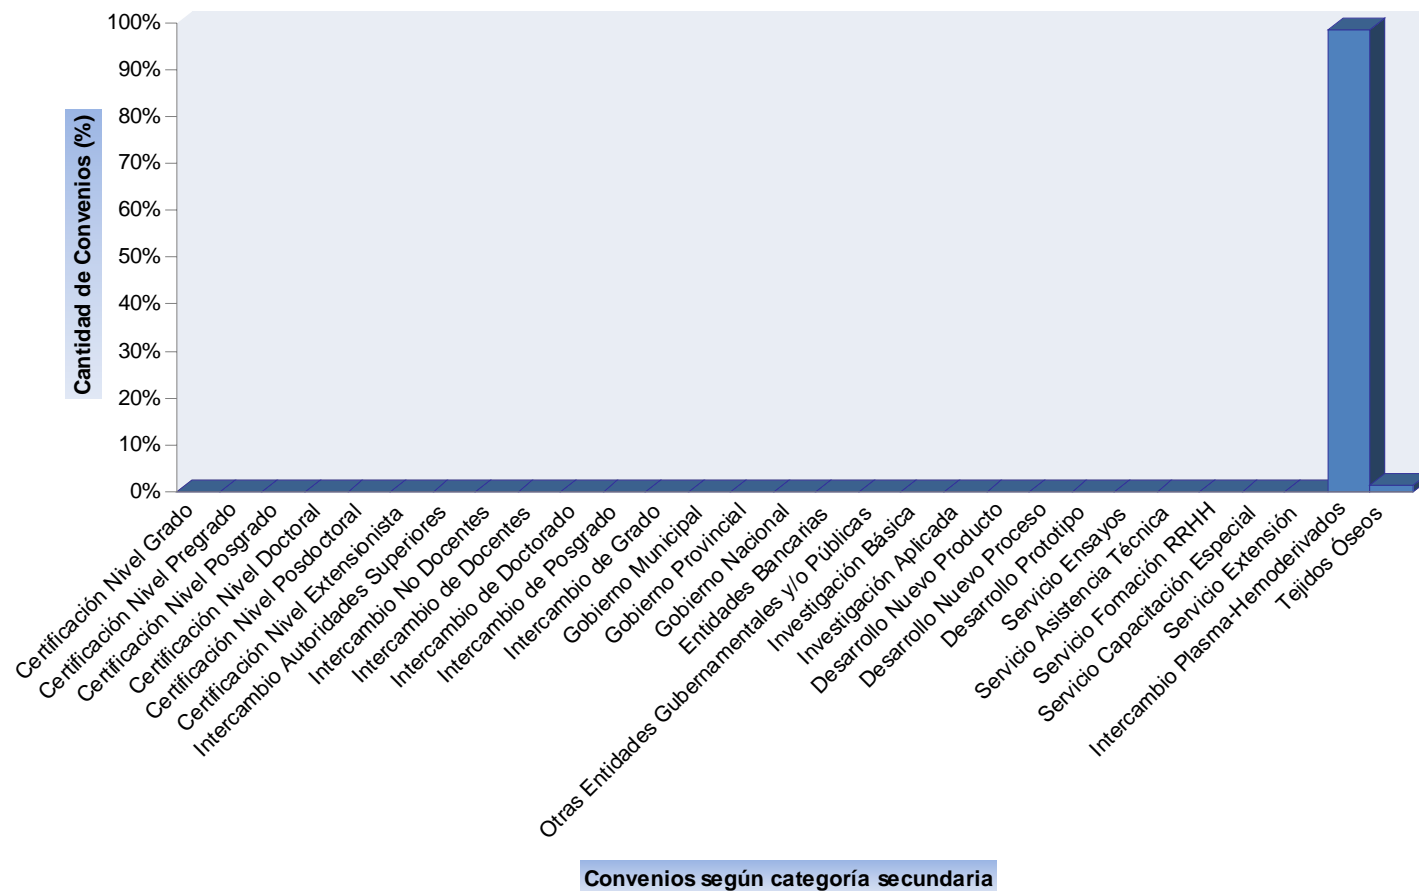 100%
90%
80%
70%
60%
50%
40%
30%
20%
10%
0%
Cantidad de Convenios (%)
Certificación Nivel Grado
Certificación Nivel Pregrado
Certificación Nivel Posgrado
Certificación Nivel Doctoral
Certificación Nivel Posdoctoral
Certificación Nivel Extensionista
Intercambio Autoridades Superiores
Intercambio No Docentes
Intercambio de Docentes
Intercambio de Doctorado
Intercambio de Posgrado
Intercambio de Grado
Gobierno Municipal
Gobierno Provincial
Gobierno Nacional
Entidades Bancarias
Otras Entidades Gubernamentales y/o Públicas
Investigación Básica
Investigación Aplicada
Desarrollo Nuevo Producto
Desarrollo Nuevo Proceso
Desarrollo Prototipo
Servicio Ensayos
Servicio Asistencia Técnica
Servicio Fomación RRHH
Servicio Capacitación Especial
Servicio Extensión
Intercambio Plasma-Hemoderivados
Tejidos Óseos
Convenios según categoría secundaria